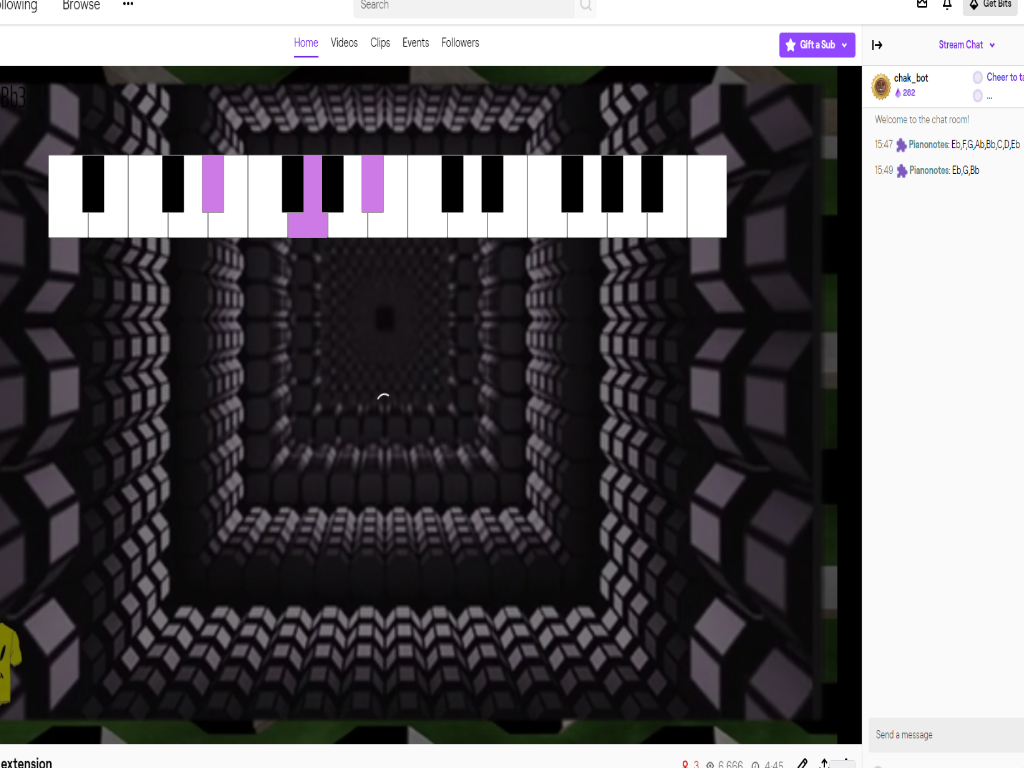 ollowing
Browse
Search
Get Bits
Home
Videos
Clips
Events
Followers
Gift a Sub
Stream Chat
Bb3
chak_bot
282
Cheer to ta
...
Welcome to the chat room!
15:47 Pianonotes: Eb,F,G,Ab,Bb,C,D,Eb
15:49 Pianonotes: Eb,G,Bb
Send a message
extension
3
6,666
4:45